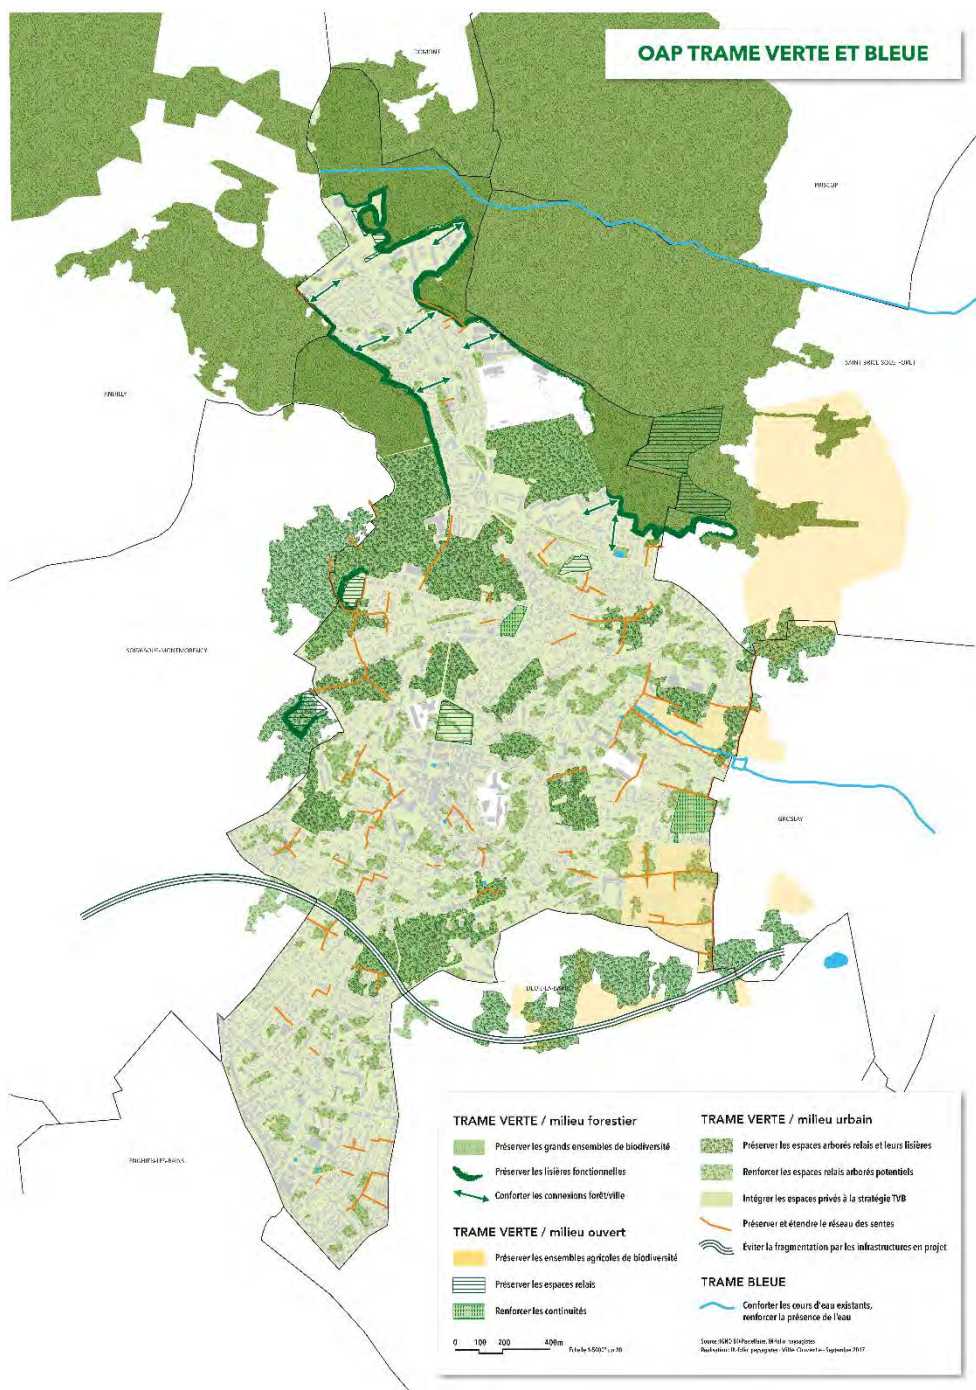 OAP TRAME VERTE ET BLEUE
DOMONT
ANDILLY
SAINT BRICE SOUS FORÊT
SOISY-SOUS-MONTMORENCY
GROSLAY
DEUIL-LA-BARRE
ENGHIEN-LES-BAINS
TRAME VERTE / milieu forestier
Préserver les grands ensembles de biodiversité
Préserver les lisières fonctionnelles
Conforter les connexions forêt/ville
TRAME VERTE / milieu ouvert
Préserver les ensembles agricoles de biodiversité
Préserver les espaces relais
Renforcer les continuités
0 100 200 400m
TRAME VERTE / milieu urbain
Préserver les espaces arborés relais et leurs lisières
Renforcer les espaces relais arborés potentiels
Intégrer les espaces privés à la stratégie TVB
Préserver et étendre le réseau des sentes
Éviter la fragmentation par les infrastructures en projet
TRAME BLEUE
Conforter les cours d'eau existants,
renforcer la présence de l'eau